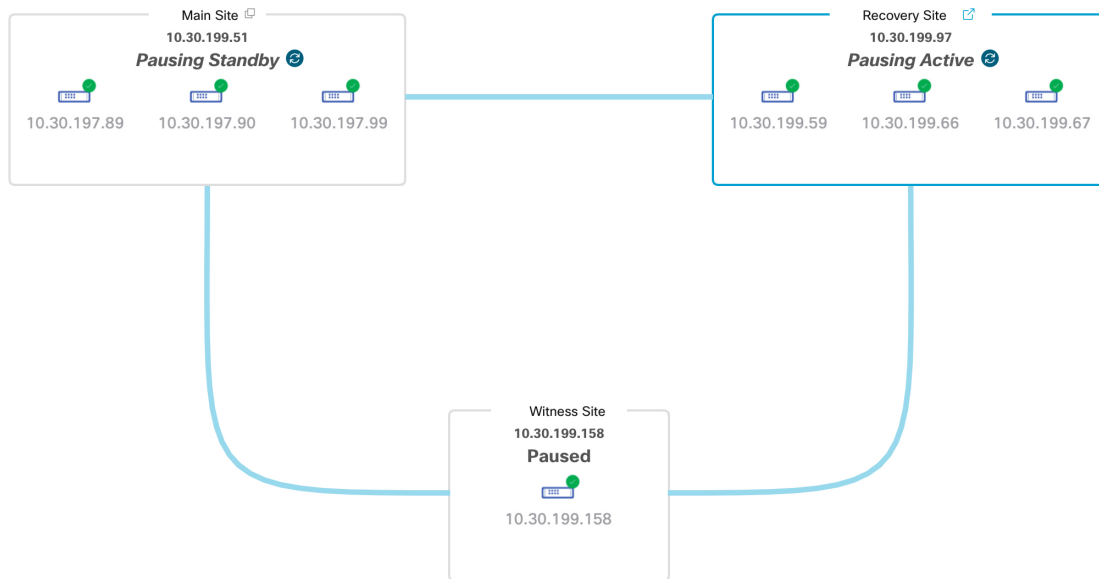 Main Site
10.30.199.51
Pausing Standby
10.30.197.89 10.30.197.90 10.30.197.99
Recovery Site
10.30.199.97
Pausing Active
10.30.199.59 10.30.199.66 10.30.199.67
Witness Site
10.30.199.158
Paused
10.30.199.158